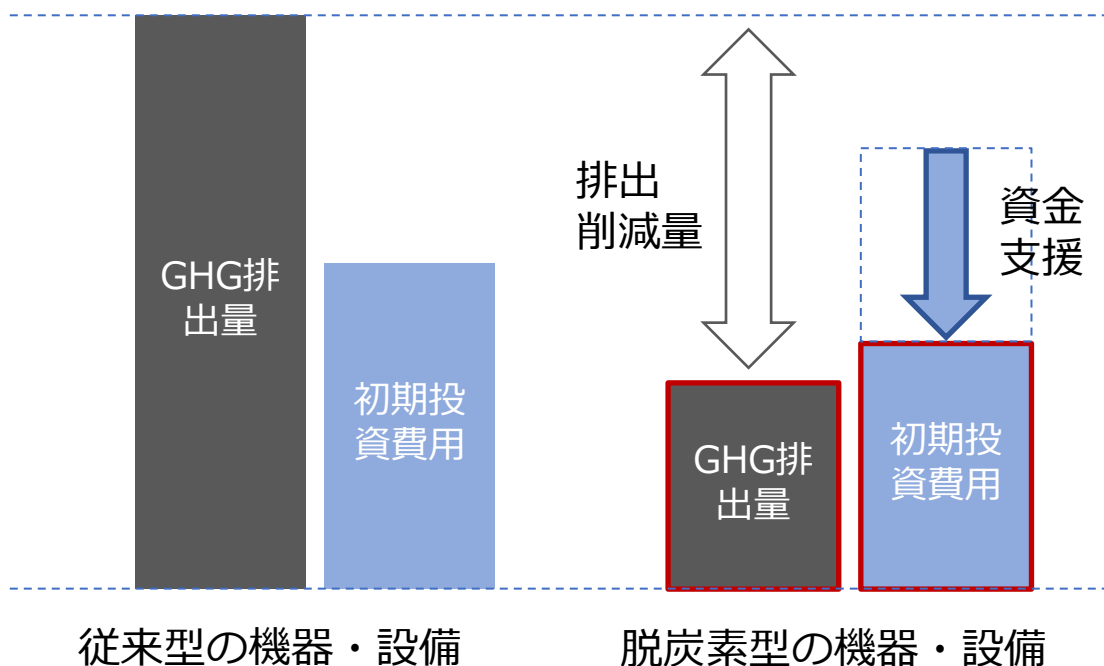 GHG排
出量
初期投
資費用
従来型の機器・設備
排出
削減量
資金
支援
GHG排
出量
初期投
資費用
脱炭素型の機器・設備